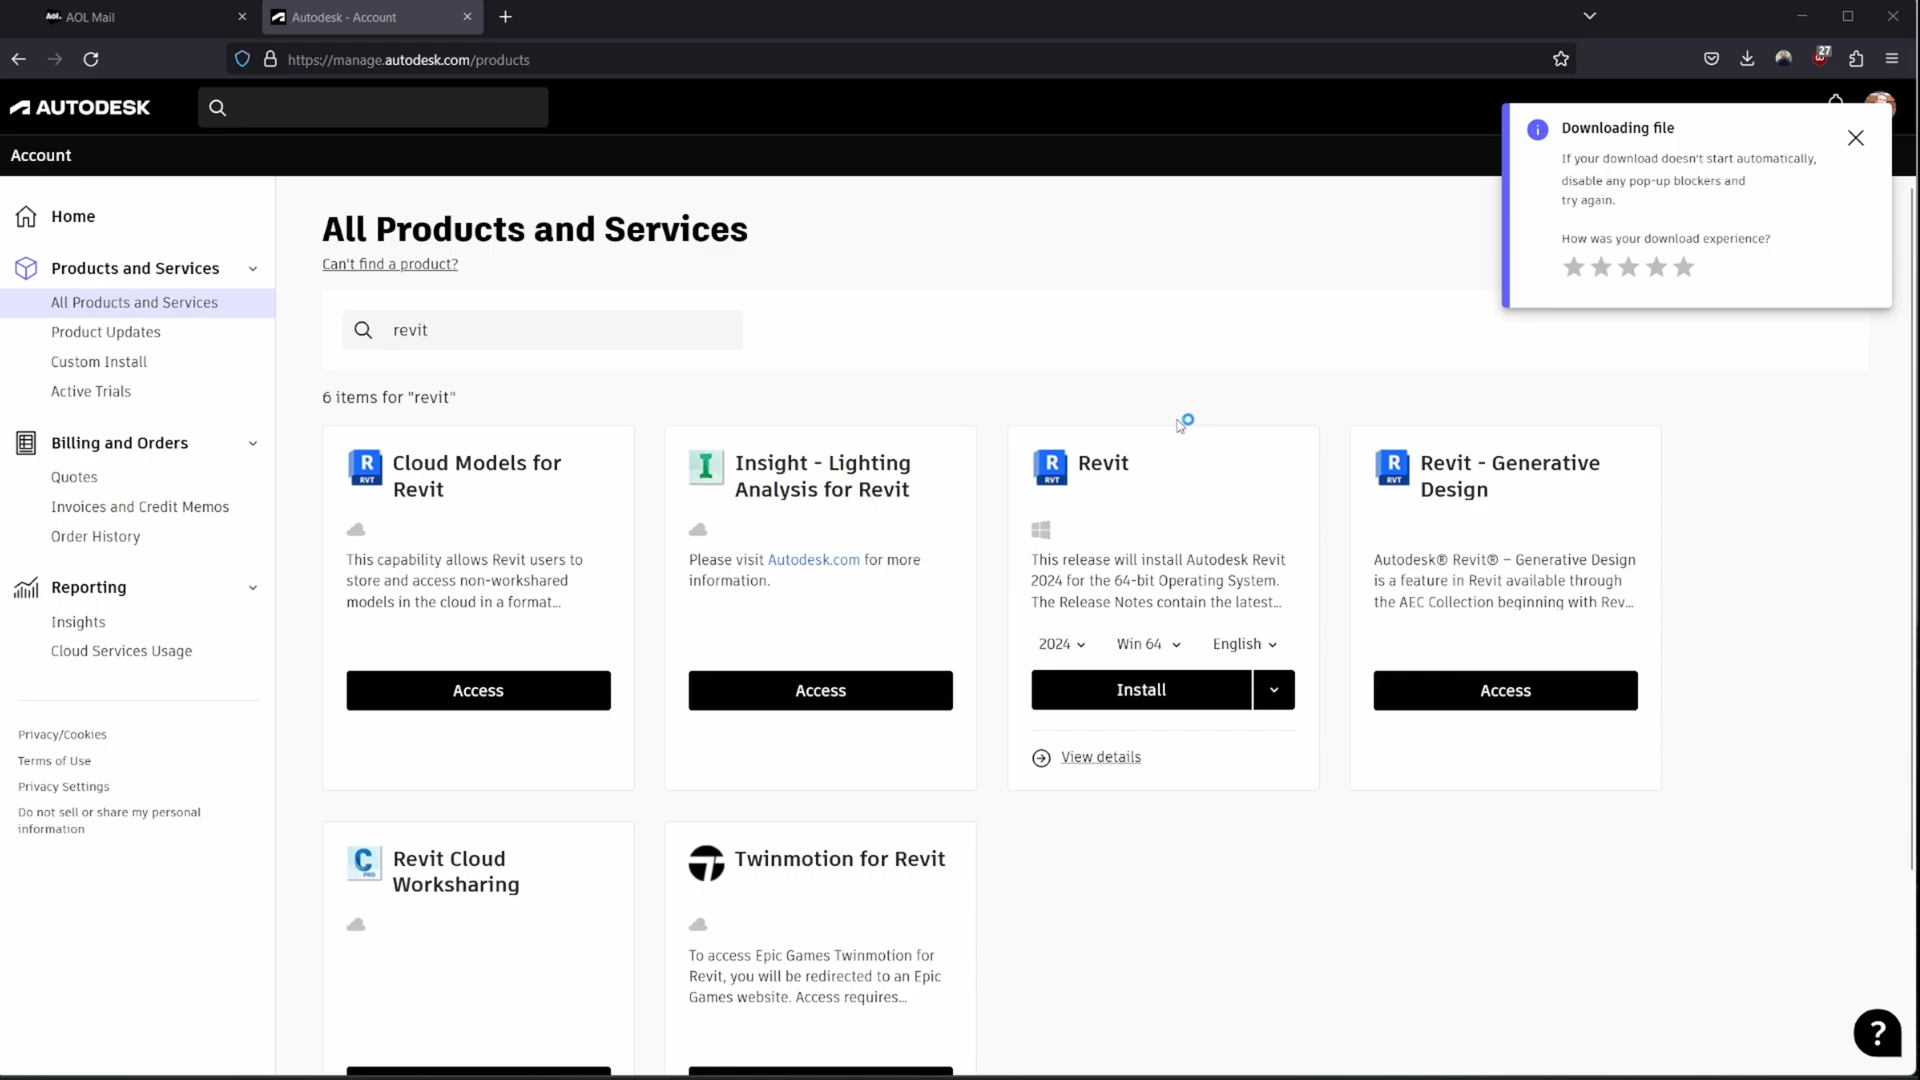 AOL Mail
Autodesk - Account
27
https://manage.autodesk.com/products
AUTODESK
Account
Downloading file
If your download doesn't start automatically,
disable any pop-up blockers and
try again.
How was your download experience?
Home
Products and Services
All Products and Services
Product Updates
Custom Install
Active Trials
Billing and Orders
Quotes
Invoices and Credit Memos
Order History
Reporting
Insights
Cloud Services Usage
Privacy/Cookies
Terms of Use
Privacy Settings
Do not sell or share my personal
information
All Products and Services
Can't find a product?
revit
6 items for "revit"
R
RVT
Cloud Models for
Revit
This capability allows Revit users to
store and access non-workshared
models in the cloud in a format...
Access
I
Insight - Lighting
Analysis for Revit
Please visit Autodesk.com for more
information.
Access
R
RVT
Revit
This release will install Autodesk Revit
2024 for the 64-bit Operating System.
The Release Notes contain the latest...
2024
Win 64
English
Install
View details
R
RVT
Revit - Generative
Design
Autodesk® Revit® – Generative Design
is a feature in Revit available through
the AEC Collection beginning with Rev...
Access
C
PRO
Revit Cloud
Worksharing
Twinmotion for Revit
To access Epic Games Twinmotion for
Revit, you will be redirected to an Epic
Games website. Access requires...
?